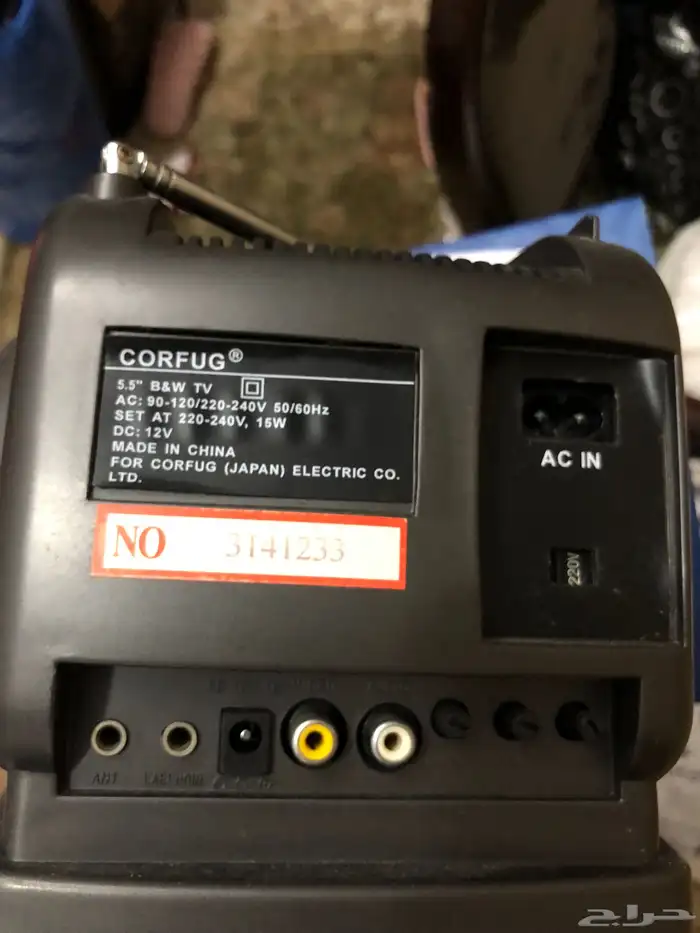 CORFUG®
5.5" B&W TV
AC: 90-120/220-240V 50/60Hz
SET AT 220-240V, 15W
DC: 12V
MADE IN CHINA
FOR CORFUG (JAPAN) ELECTRIC CO.
LTD.
AC IN
NO 3141233
220V
ANT
EARPHONE
حراج